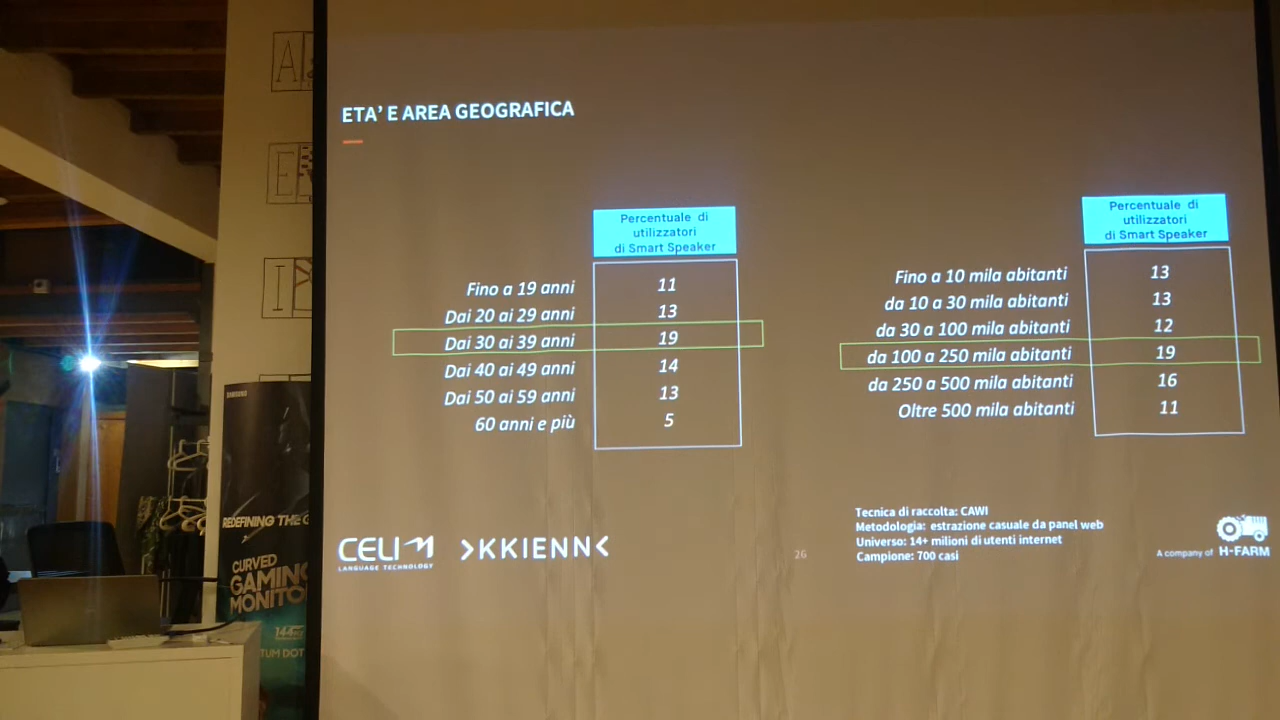 ETA' E AREA GEOGRAFICA
Percentuale di
utilizzatori
di Smart Speaker
Fino a 19 anni 11
Dai 20 ai 29 anni 13
Dai 30 ai 39 anni 19
Dai 40 ai 49 anni 14
Dai 50 ai 59 anni 13
60 anni e più 5
Percentuale di
utilizzatori
di Smart Speaker
Fino a 10 mila abitanti 13
da 10 a 30 mila abitanti 13
da 30 a 100 mila abitanti 12
da 100 a 250 mila abitanti 19
da 250 a 500 mila abitanti 16
Oltre 500 mila abitanti 11
Tecnica di raccolta: CAWI
Metodologia: estrazione casuale da panel web
Universo: 14+ milioni di utenti internet
Campione: 700 casi
CELI
LANGUAGE TECHNOLOGY
>KKIENN<
26
A company of H-FARM
SAMSUNG
REDEFINING THE G
CURVED
GAMING
MONITO
144
TUM DOT